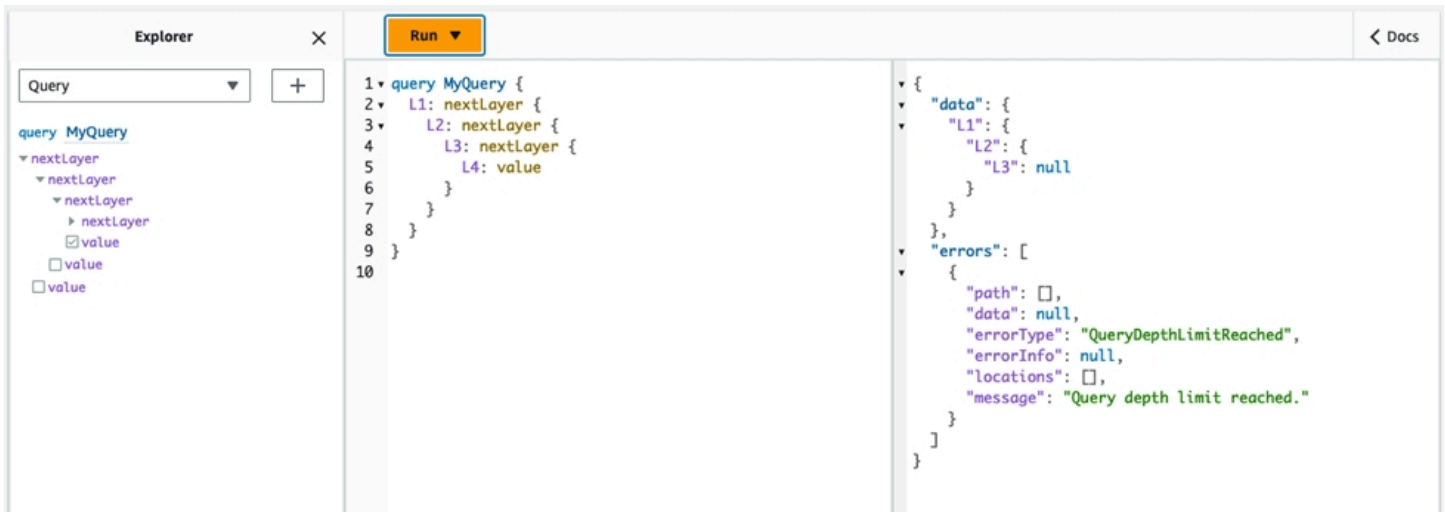 Explorer
Query
query MyQuery
nextLayer
nextLayer
nextLayer
nextLayer
value
value
value
Run
Docs
1 query MyQuery {
2 L1: nextLayer {
3 L2: nextLayer {
4 L3: nextLayer {
5 L4: value
6 }
7 }
8 }
9 }
10
{
"data": {
"L1": {
"L2": {
"L3": null
}
}
},
"errors": [
{
"path": [],
"data": null,
"errorType": "QueryDepthLimitReached",
"errorInfo": null,
"locations": [],
"message": "Query depth limit reached."
}
]
}